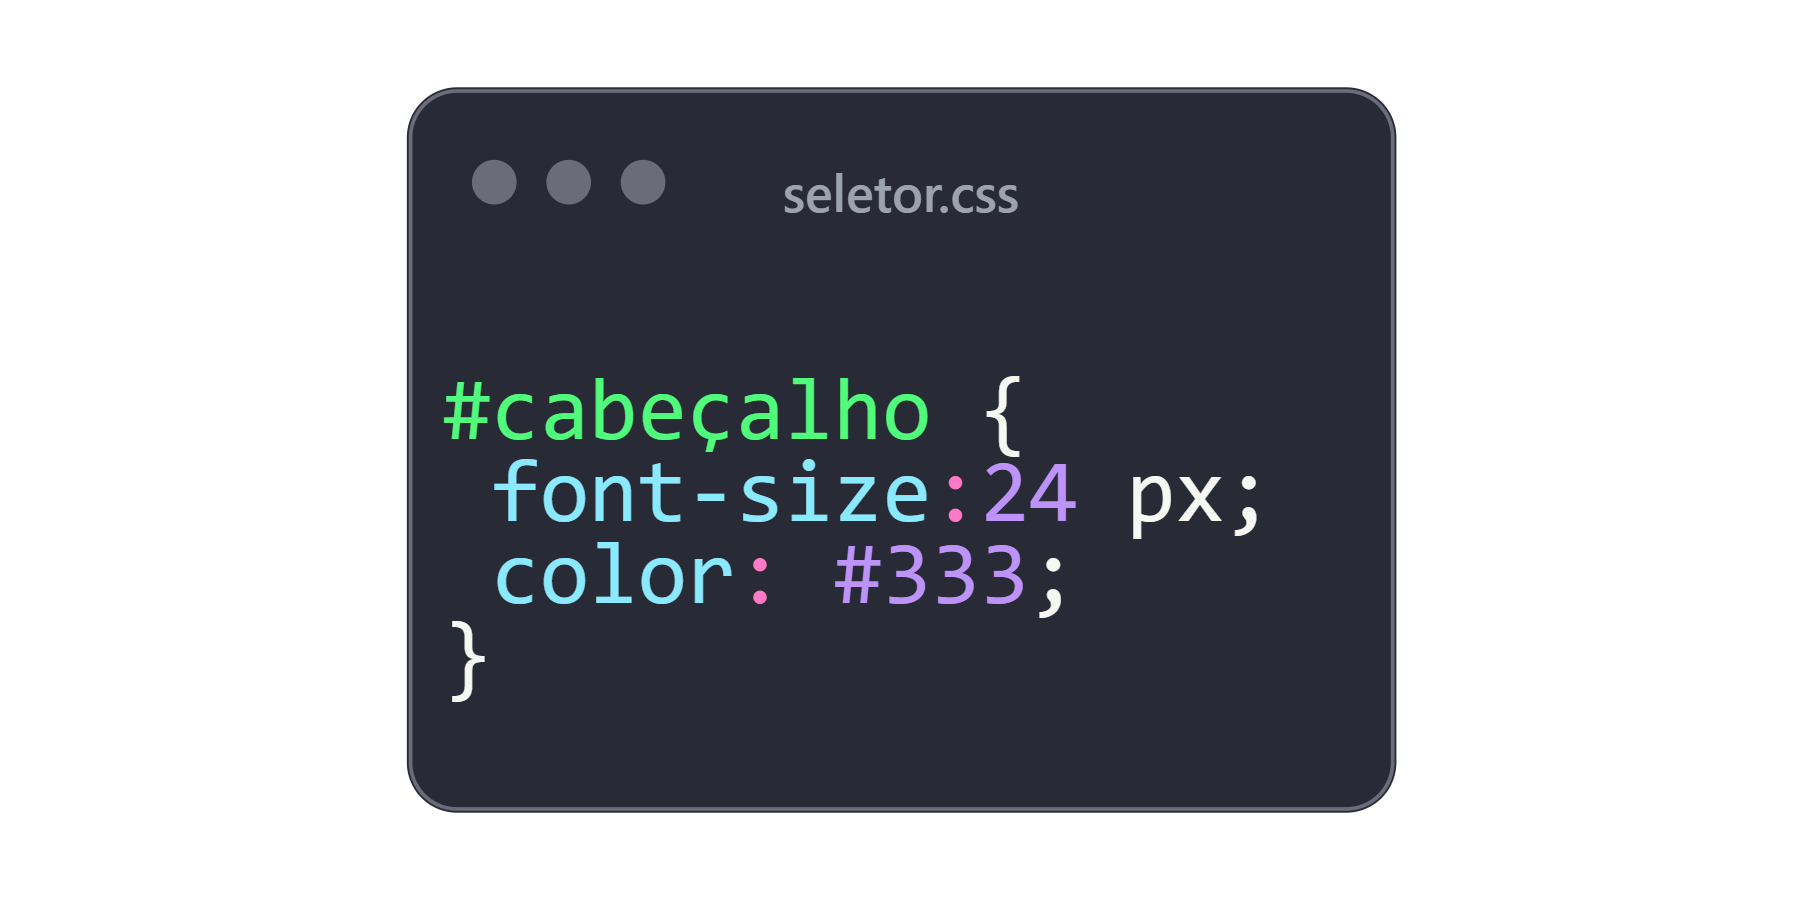 seletor.css
#cabeçalho {
 font-size:24 px;
 color: #333;
}